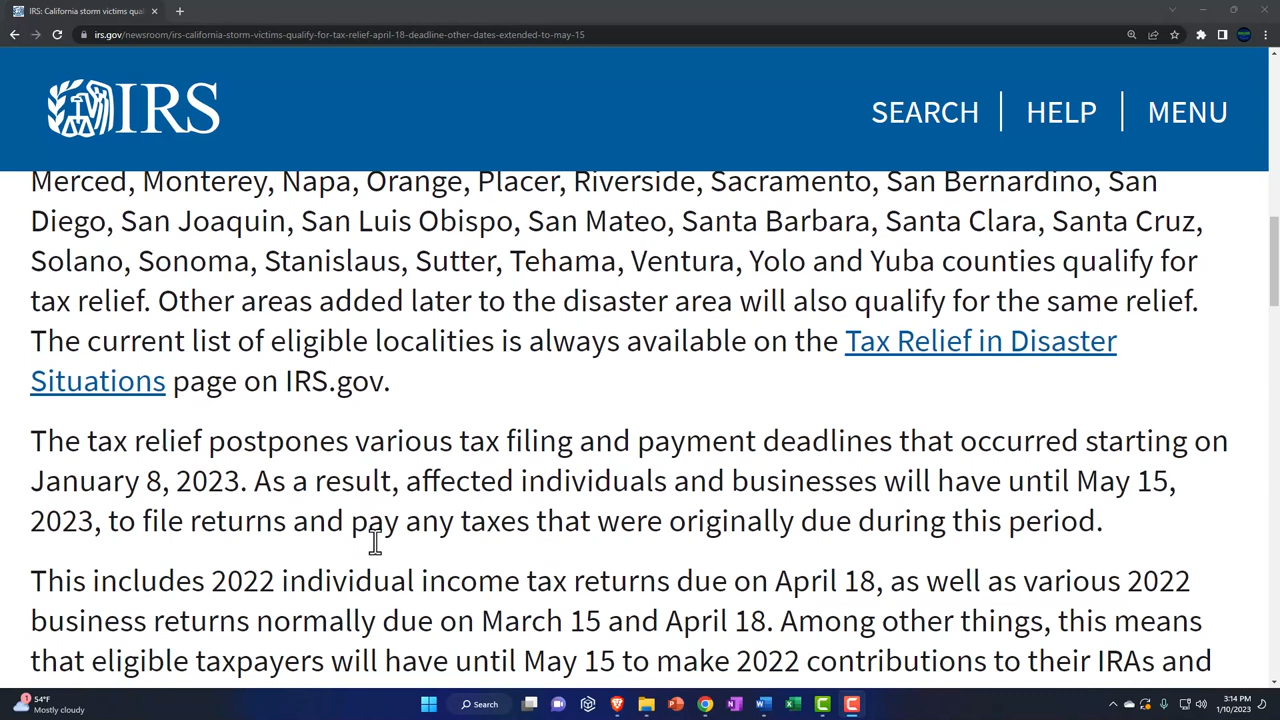 IRS: California storm victims qual
irs.gov/newsroom/irs-california-storm-victims-qualify-for-tax-relief-april-18-deadline-other-dates-extended-to-may-15
IRS
SEARCH
HELP
MENU
Merced, Monterey, Napa, Orange, Placer, Riverside, Sacramento, San Bernardino, San
Diego, San Joaquin, San Luis Obispo, San Mateo, Santa Barbara, Santa Clara, Santa Cruz,
Solano, Sonoma, Stanislaus, Sutter, Tehama, Ventura, Yolo and Yuba counties qualify for
tax relief. Other areas added later to the disaster area will also qualify for the same relief.
The current list of eligible localities is always available on the Tax Relief in Disaster
Situations page on IRS.gov.
The tax relief postpones various tax filing and payment deadlines that occurred starting on
January 8, 2023. As a result, affected individuals and businesses will have until May 15,
2023, to file returns and pay any taxes that were originally due during this period.
This includes 2022 individual income tax returns due on April 18, as well as various 2022
business returns normally due on March 15 and April 18. Among other things, this means
that eligible taxpayers will have until May 15 to make 2022 contributions to their IRAs and
1
54°F
Mostly cloudy
Search
3:14 PM
1/10/2023